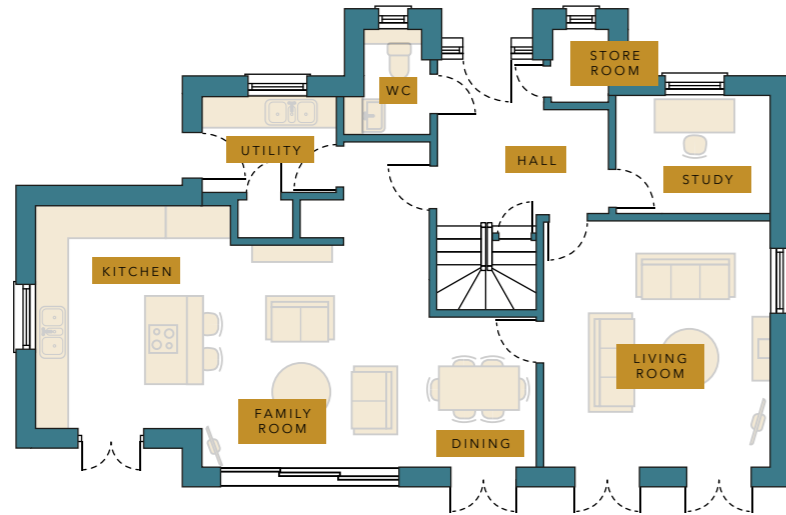 STORE
ROOM
WC
UTILITY
HALL
STUDY
KITCHEN
LIVING
ROOM
FAMILY
ROOM
DINING